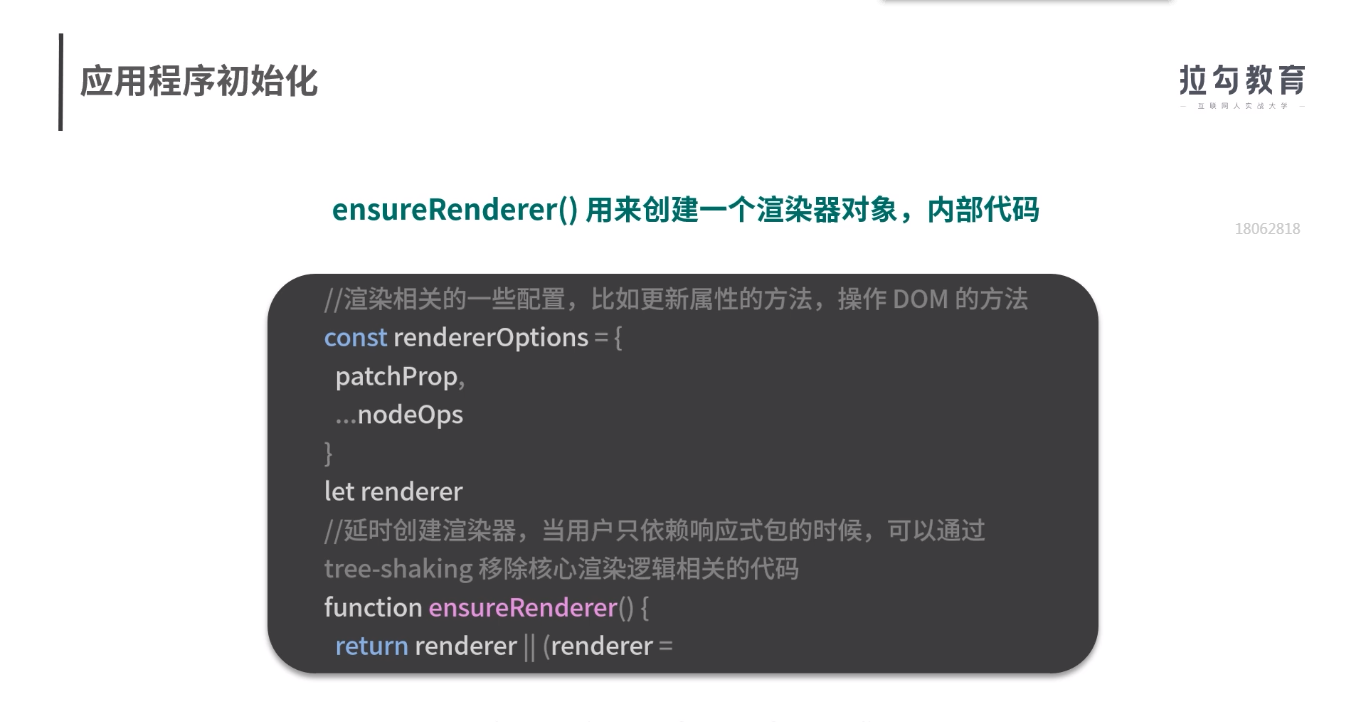 应用程序初始化
拉勾教育
— 互联网人实战大学 —
ensureRenderer() 用来创建一个渲染器对象，内部代码
18062818
//渲染相关的一些配置，比如更新属性的方法，操作 DOM 的方法
const rendererOptions = {
  patchProp,
  ...nodeOps
}
let renderer
//延时创建渲染器，当用户只依赖响应式包的时候，可以通过
tree-shaking 移除核心渲染逻辑相关的代码
function ensureRenderer() {
  return renderer || (renderer =